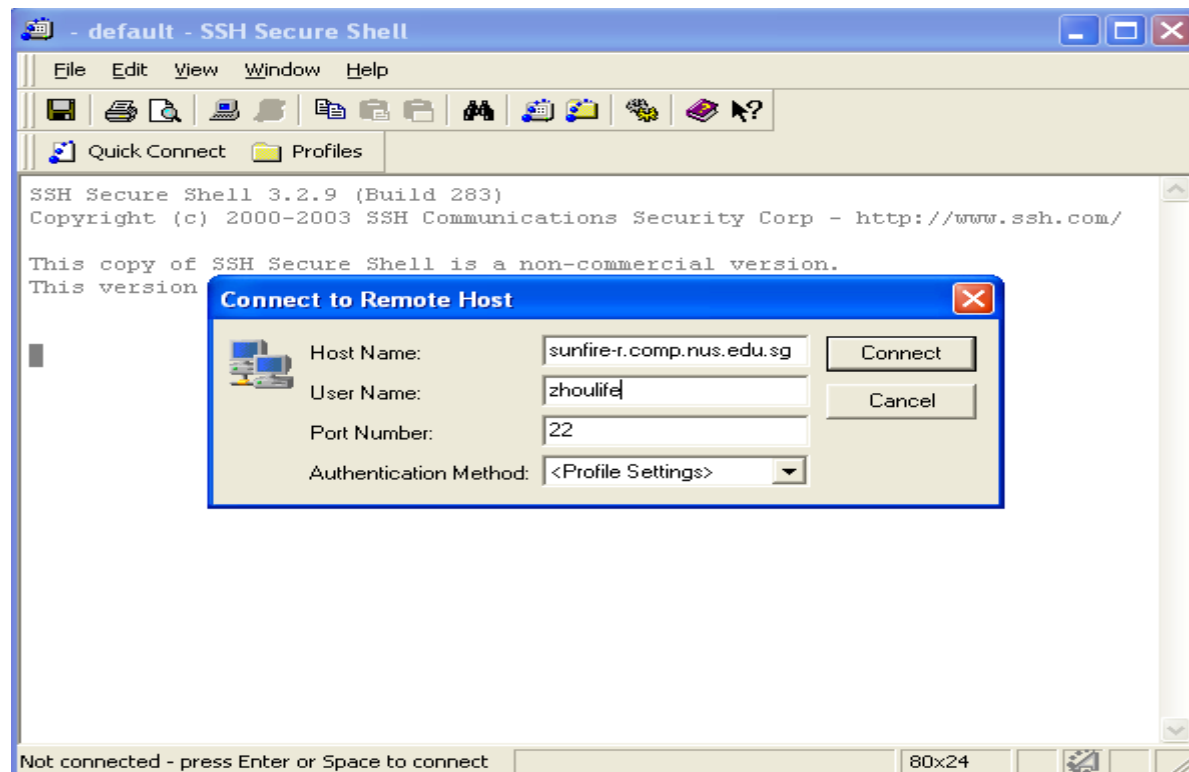 - default - SSH Secure Shell
File Edit View Window Help
Quick Connect Profiles
SSH Secure Shell 3.2.9 (Build 283)
Copyright (c) 2000-2003 SSH Communications Security Corp - http://www.ssh.com/
This copy of SSH Secure Shell is a non-commercial version.
This version
Connect to Remote Host
Host Name: sunfire-r.comp.nus.edu.sg Connect
User Name: zhoulife Cancel
Port Number: 22
Authentication Method: <Profile Settings>
Not connected - press Enter or Space to connect 80x24